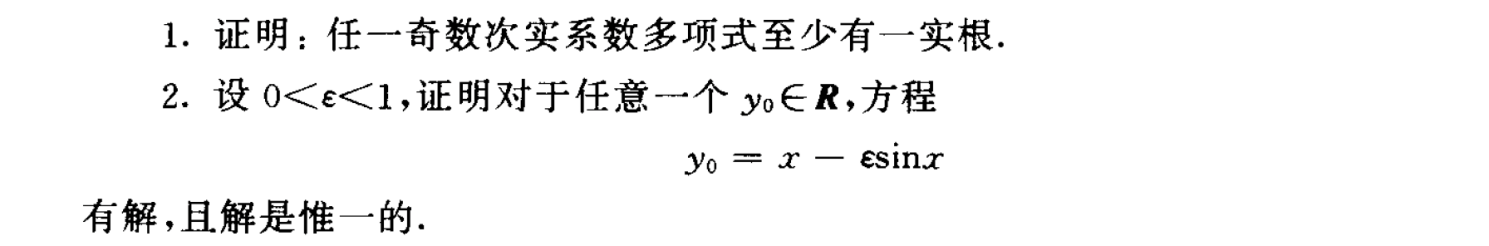 1. 证明：任一奇数次实系数多项式至少有一实根.
2. 设 0<ε<1,证明对于任意一个 y₀∈R,方程
y₀ = x − εsinx
有解,且解是惟一的.